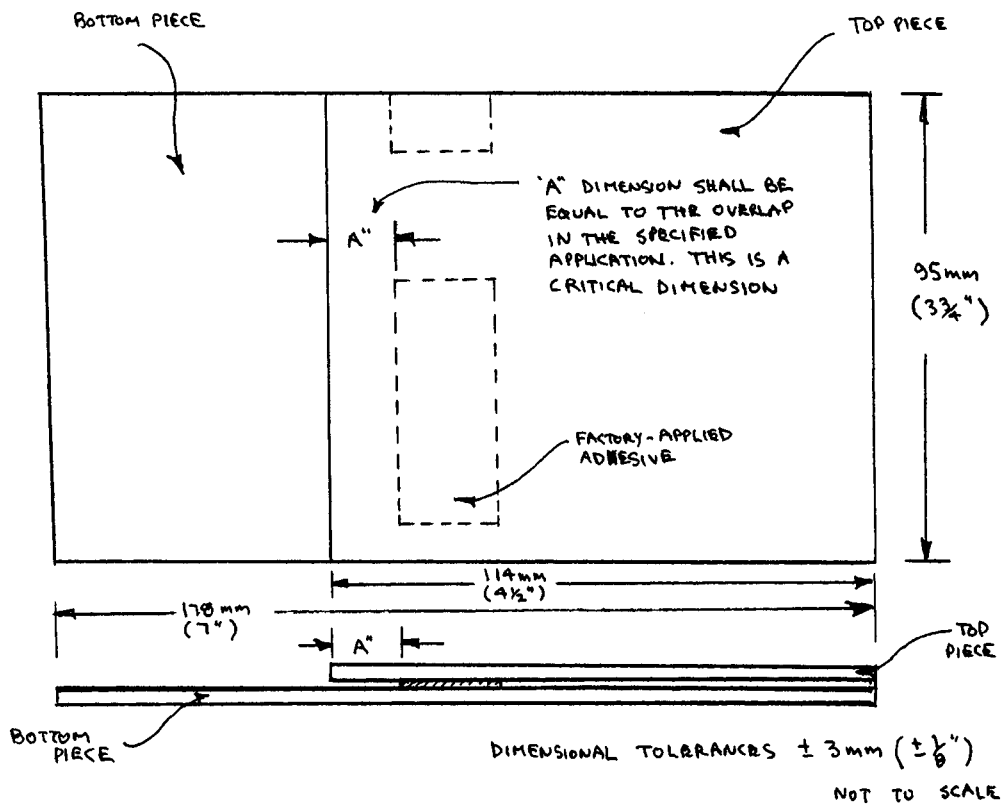 BOTTOM PIECE
TOP PIECE
"A" DIMENSION SHALL BE
EQUAL TO THE OVERLAP
IN THE SPECIFIED
APPLICATION. THIS IS A
CRITICAL DIMENSION
A"
95mm
(3¾")
FACTORY-APPLIED
ADHESIVE
114mm
(4½")
178mm
(7")
A"
TOP
PIECE
BOTTOM
PIECE
DIMENSIONAL TOLERANCES ± 3mm (±⅛")
NOT TO SCALE